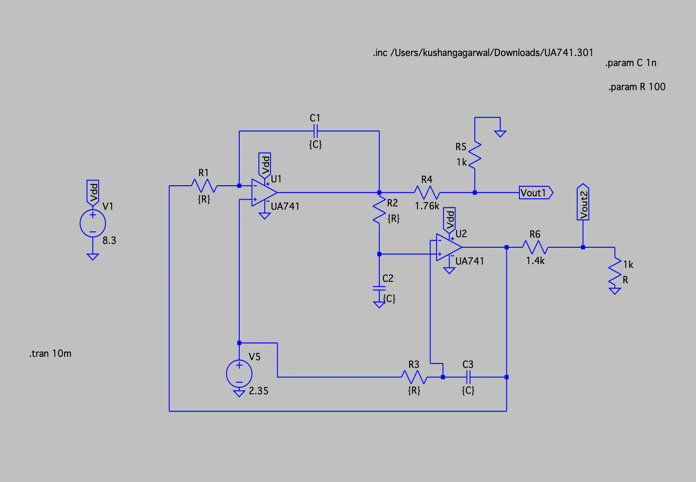 .inc /Users/kushangagarwal/Downloads/UA741.301
.param C 1n
.param R 100
C1
{C}
R5
1k
Vdd
U1
UA741
R1
{R}
R4
1.76k
Vout1
Vdd
V1
8.3
R2
{R}
Vdd
U2
UA741
R6
1.4k
Vout2
1k
R
C2
{C}
.tran 10m
V5
2.35
R3
{R}
C3
{C}